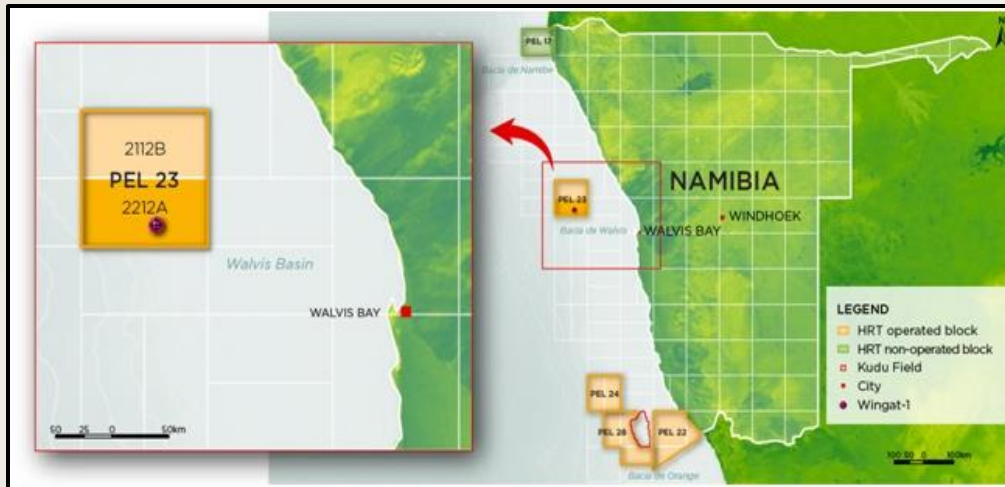 2112B
PEL 23
2212A
Walvis Basin
WALVIS BAY
50 25 0 50km
PEL 17
Bacia de Namibe
N
PEL 23
Bacia de Walvis
NAMIBIA
WINDHOEK
WALVIS BAY
PEL 24
PEL 28
PEL 22
Bacia de Orange
LEGEND
HRT operated block
HRT non-operated block
Kudu Field
City
Wingat-1